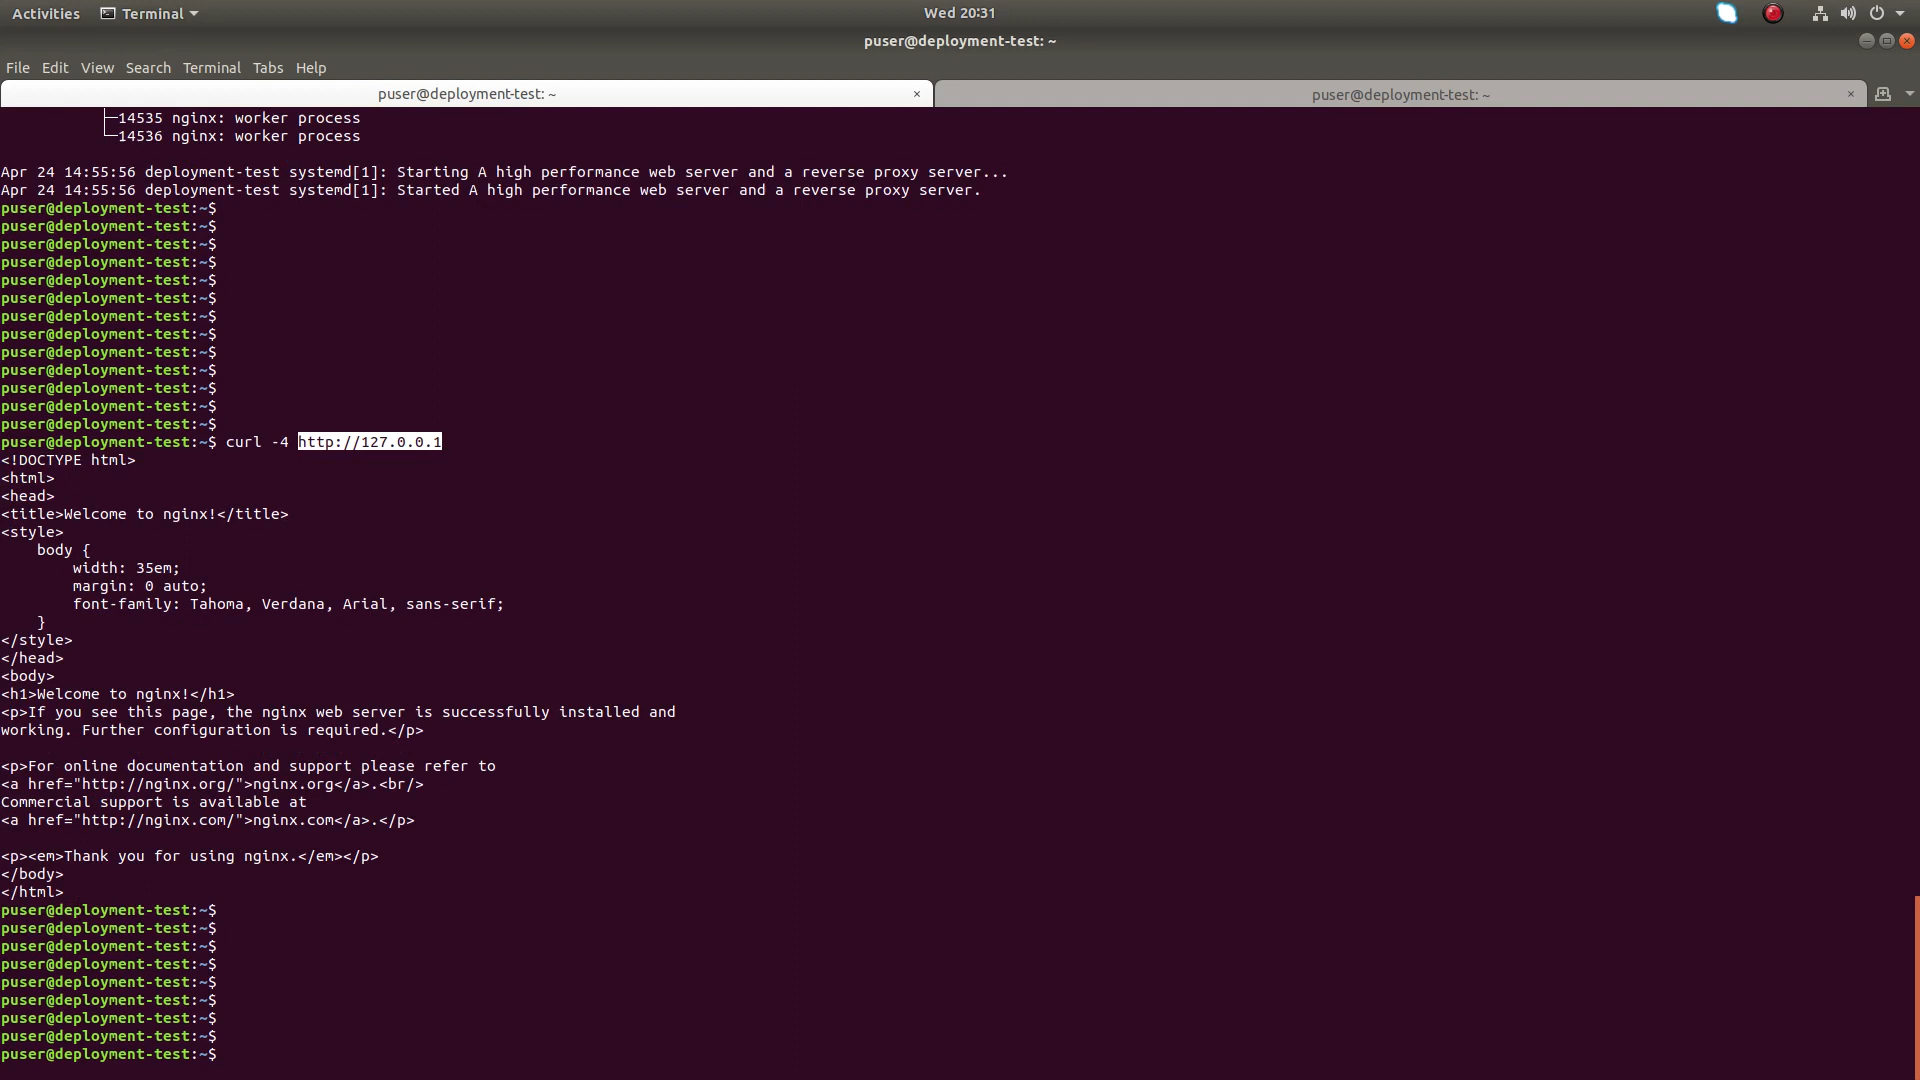 Activities Terminal Wed 20:31
puser@deployment-test: ~
File Edit View Search Terminal Tabs Help
puser@deployment-test: ~ × puser@deployment-test: ~ ×
├─14535 nginx: worker process
└─14536 nginx: worker process
Apr 24 14:55:56 deployment-test systemd[1]: Starting A high performance web server and a reverse proxy server...
Apr 24 14:55:56 deployment-test systemd[1]: Started A high performance web server and a reverse proxy server.
puser@deployment-test:~$
puser@deployment-test:~$
puser@deployment-test:~$
puser@deployment-test:~$
puser@deployment-test:~$
puser@deployment-test:~$
puser@deployment-test:~$
puser@deployment-test:~$
puser@deployment-test:~$
puser@deployment-test:~$
puser@deployment-test:~$
puser@deployment-test:~$
puser@deployment-test:~$
puser@deployment-test:~$ curl -4 http://127.0.0.1
<!DOCTYPE html>
<html>
<head>
<title>Welcome to nginx!</title>
<style>
    body {
        width: 35em;
        margin: 0 auto;
        font-family: Tahoma, Verdana, Arial, sans-serif;
    }
</style>
</head>
<body>
<h1>Welcome to nginx!</h1>
<p>If you see this page, the nginx web server is successfully installed and
working. Further configuration is required.</p>
<p>For online documentation and support please refer to
<a href="http://nginx.org/">nginx.org</a>.<br/>
Commercial support is available at
<a href="http://nginx.com/">nginx.com</a>.</p>
<p><em>Thank you for using nginx.</em></p>
</body>
</html>
puser@deployment-test:~$
puser@deployment-test:~$
puser@deployment-test:~$
puser@deployment-test:~$
puser@deployment-test:~$
puser@deployment-test:~$
puser@deployment-test:~$
puser@deployment-test:~$
puser@deployment-test:~$